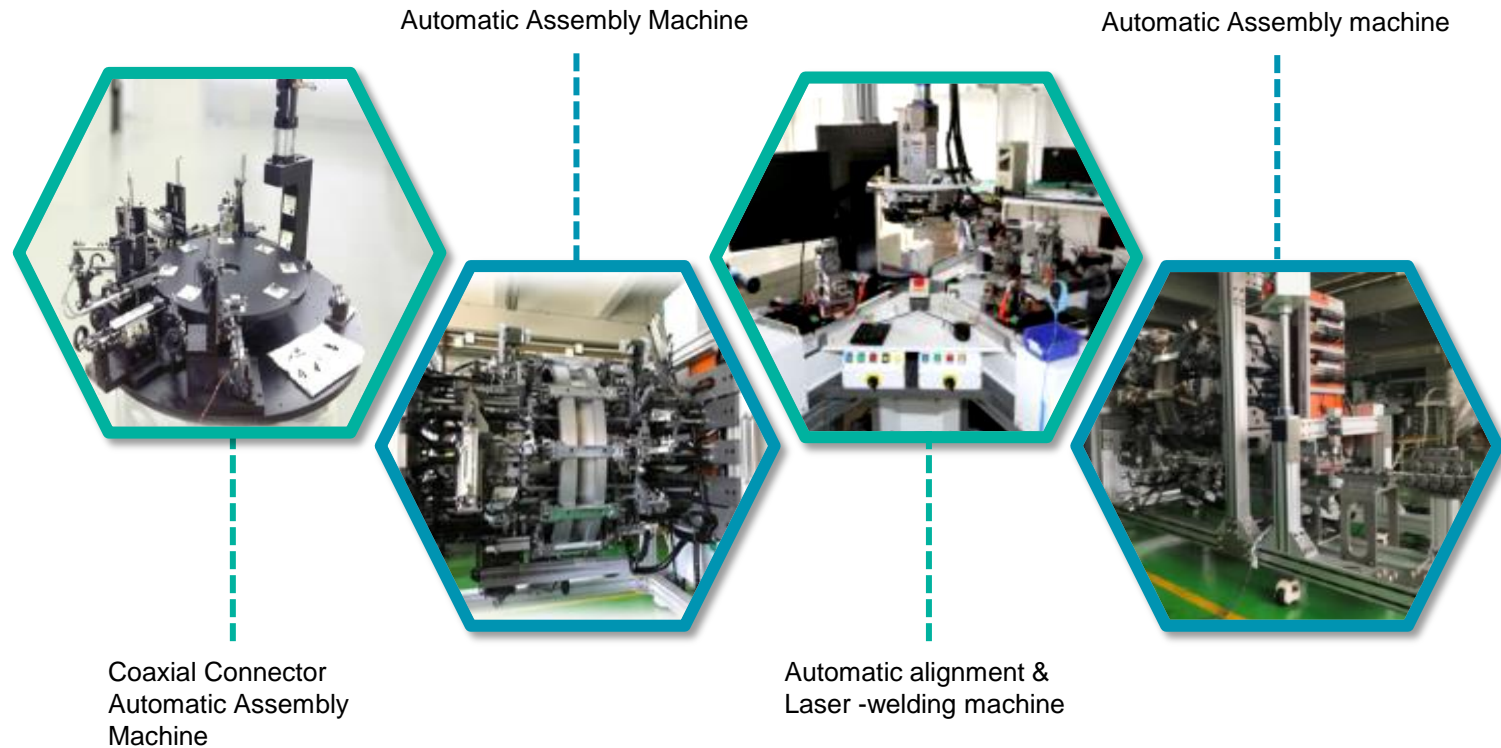 Automatic Assembly Machine
Automatic Assembly machine
Coaxial Connector
Automatic Assembly
Machine
Automatic alignment &
Laser -welding machine